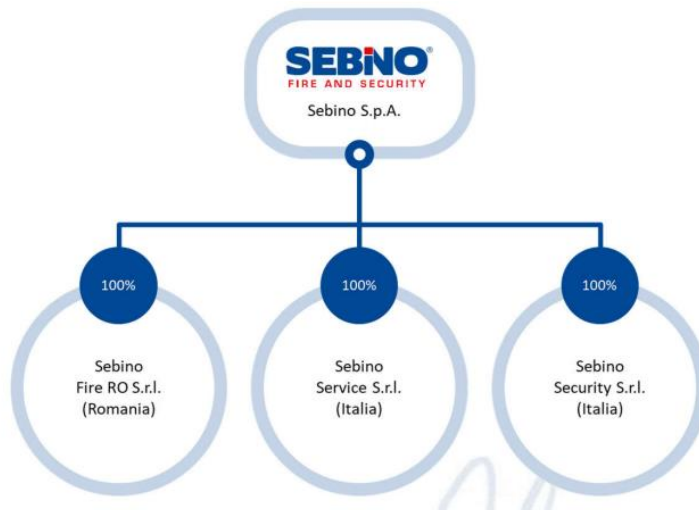 SEBINO®
FIRE AND SECURITY
Sebino S.p.A.
100%
100%
100%
Sebino
Fire RO S.r.l.
(Romania)
Sebino
Service S.r.l.
(Italia)
Sebino
Security S.r.l.
(Italia)